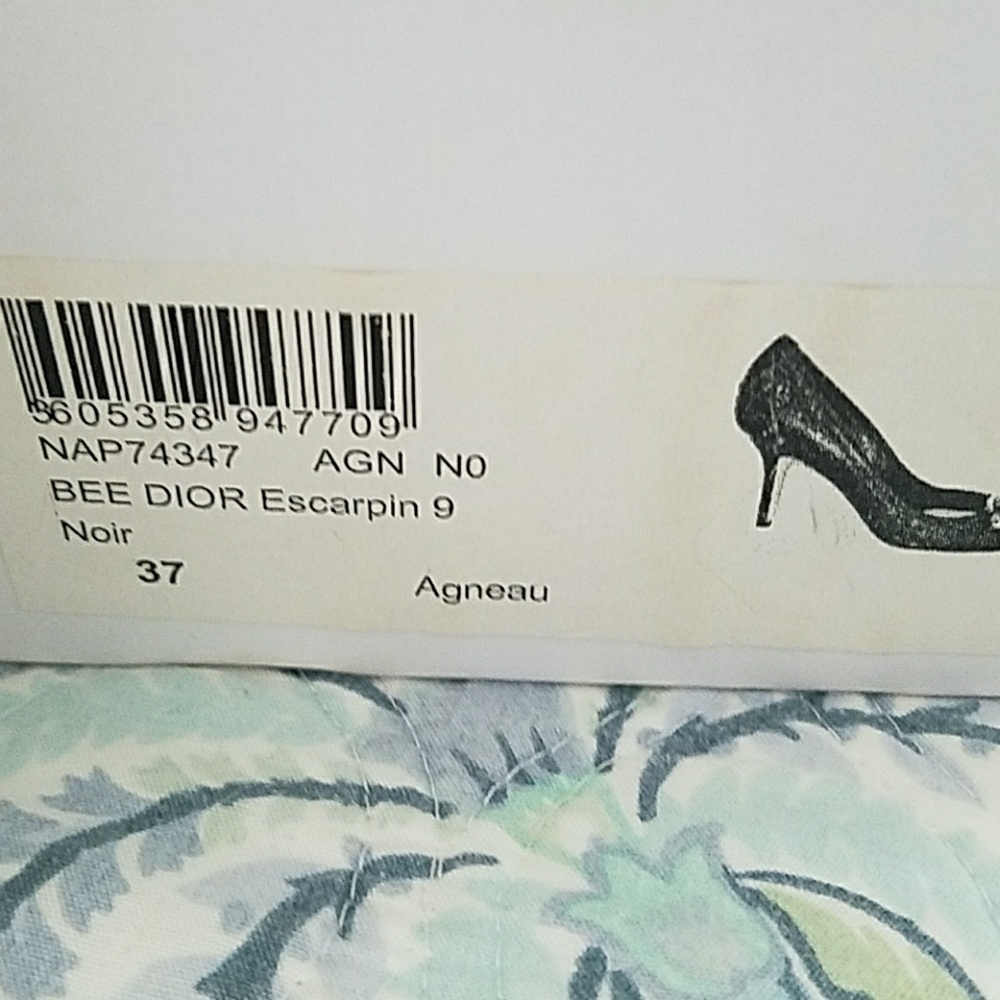 3605358 947709
NAP74347 AGN N0
BEE DIOR Escarpin 9
Noir
37 Agneau